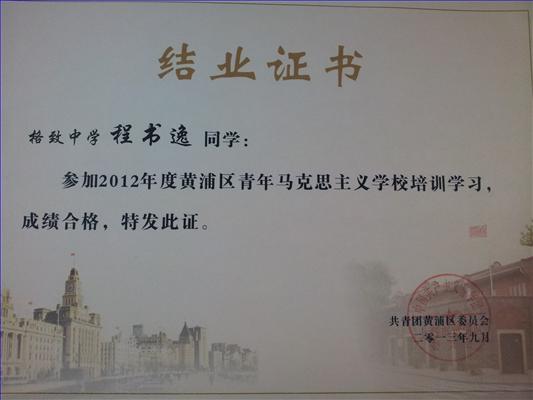 结业证书
格致中学 程书逸 同学:
参加2012年度黄浦区青年马克思主义学校培训学习,
成绩合格，特发此证。
共青团黄浦区委员会
二零一三年九月